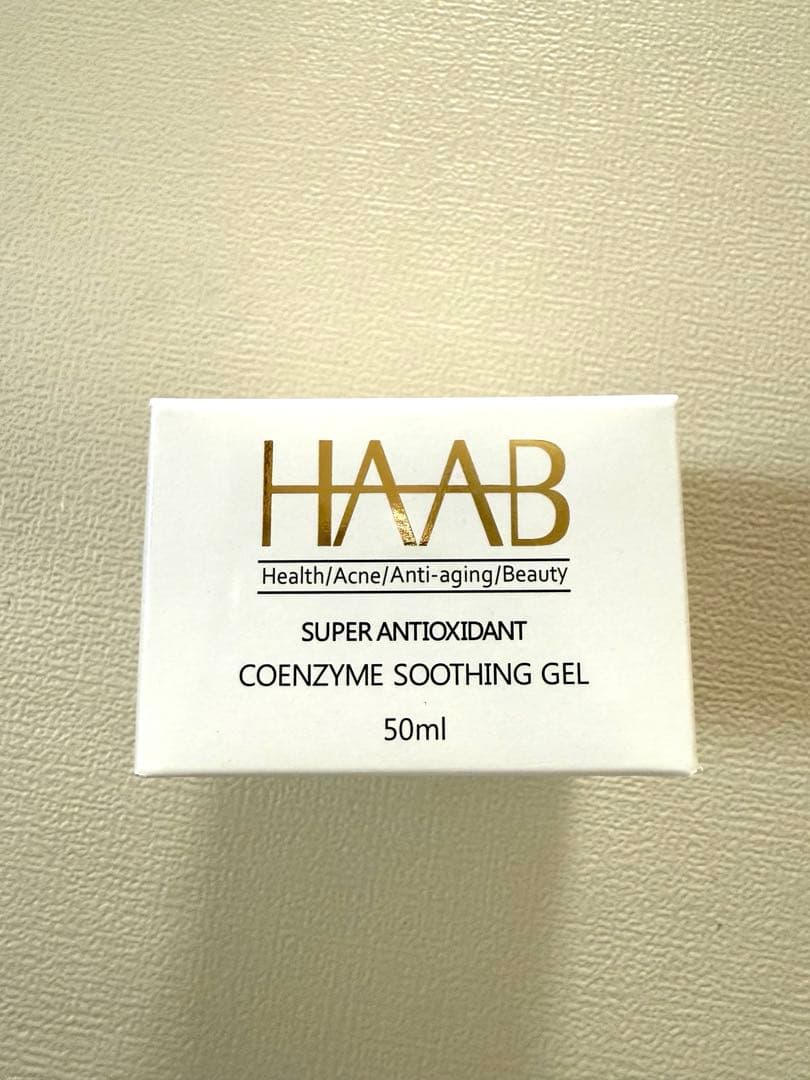 HAAB
Health/Acne/Anti-aging/Beauty
SUPER ANTIOXIDANT
COENZYME SOOTHING GEL
50ml